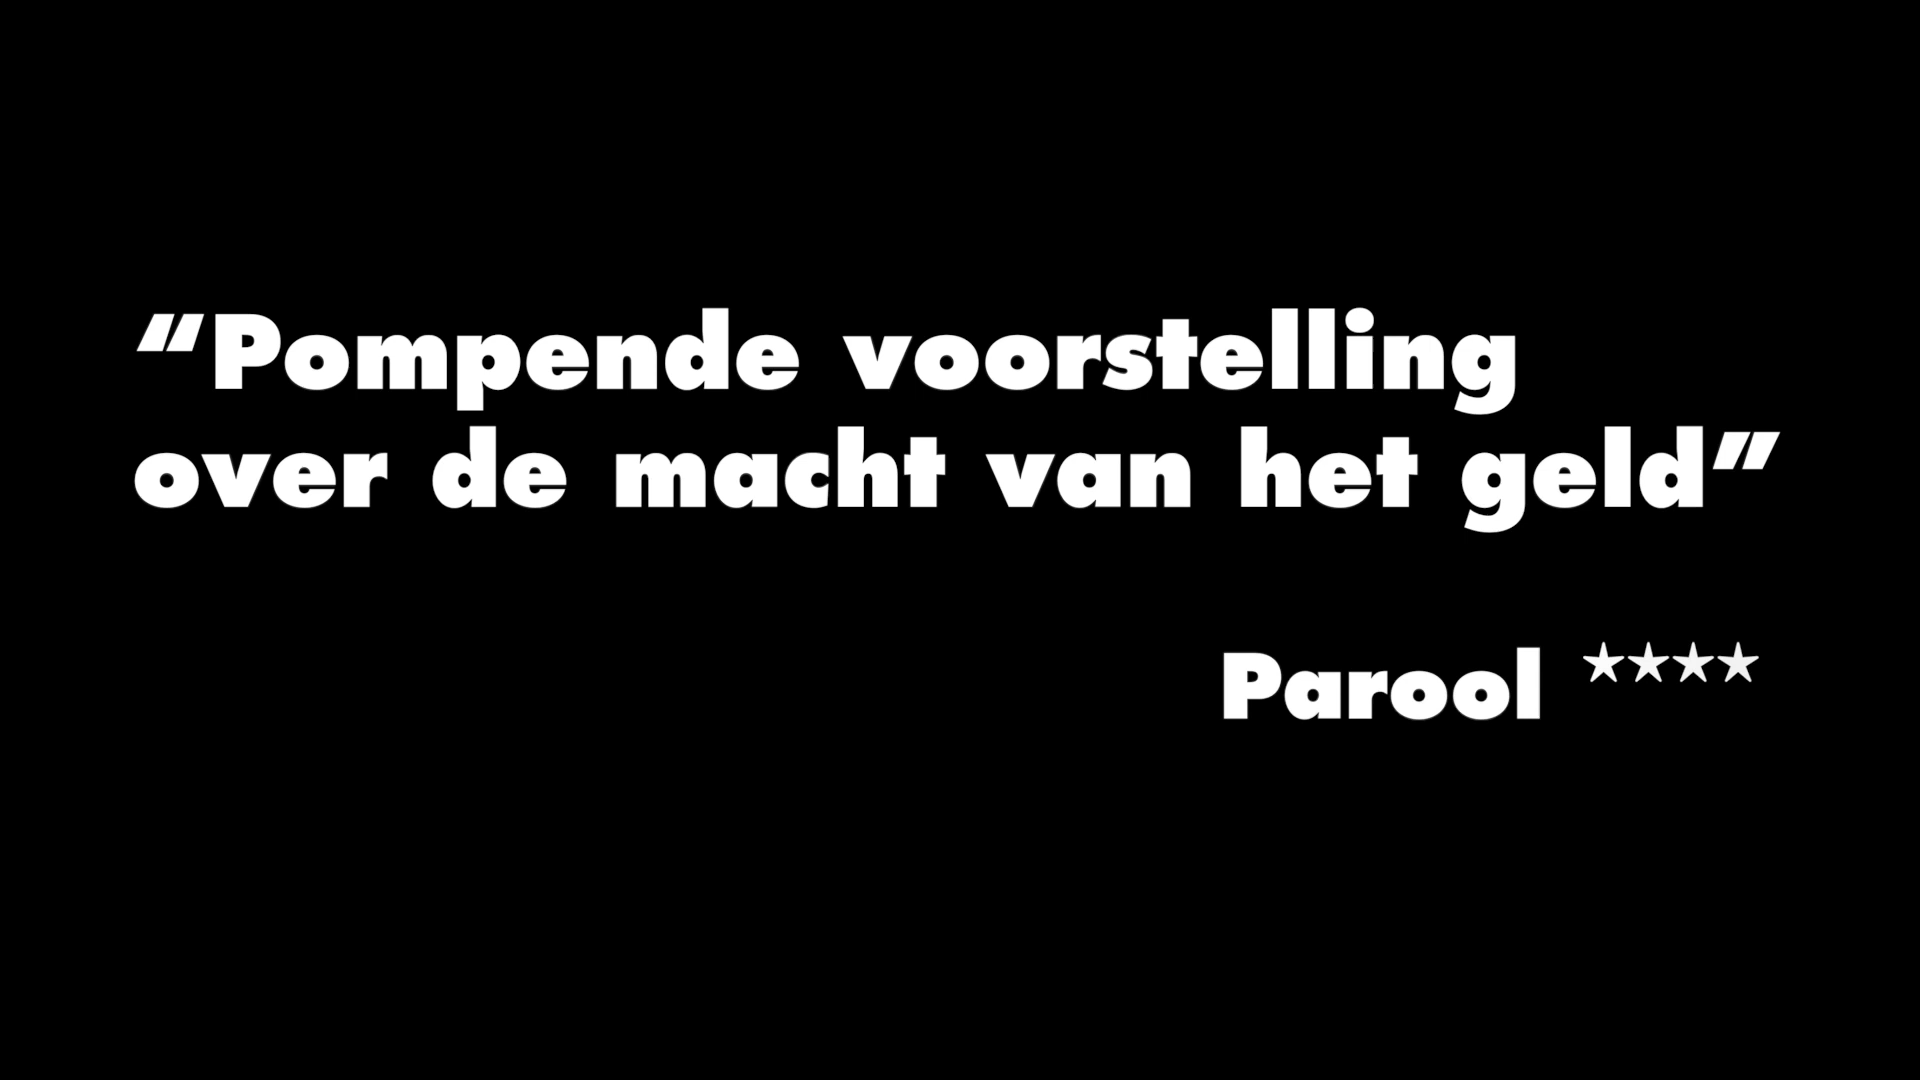 “Pompende voorstelling
over de macht van het geld”
Parool ★★★★